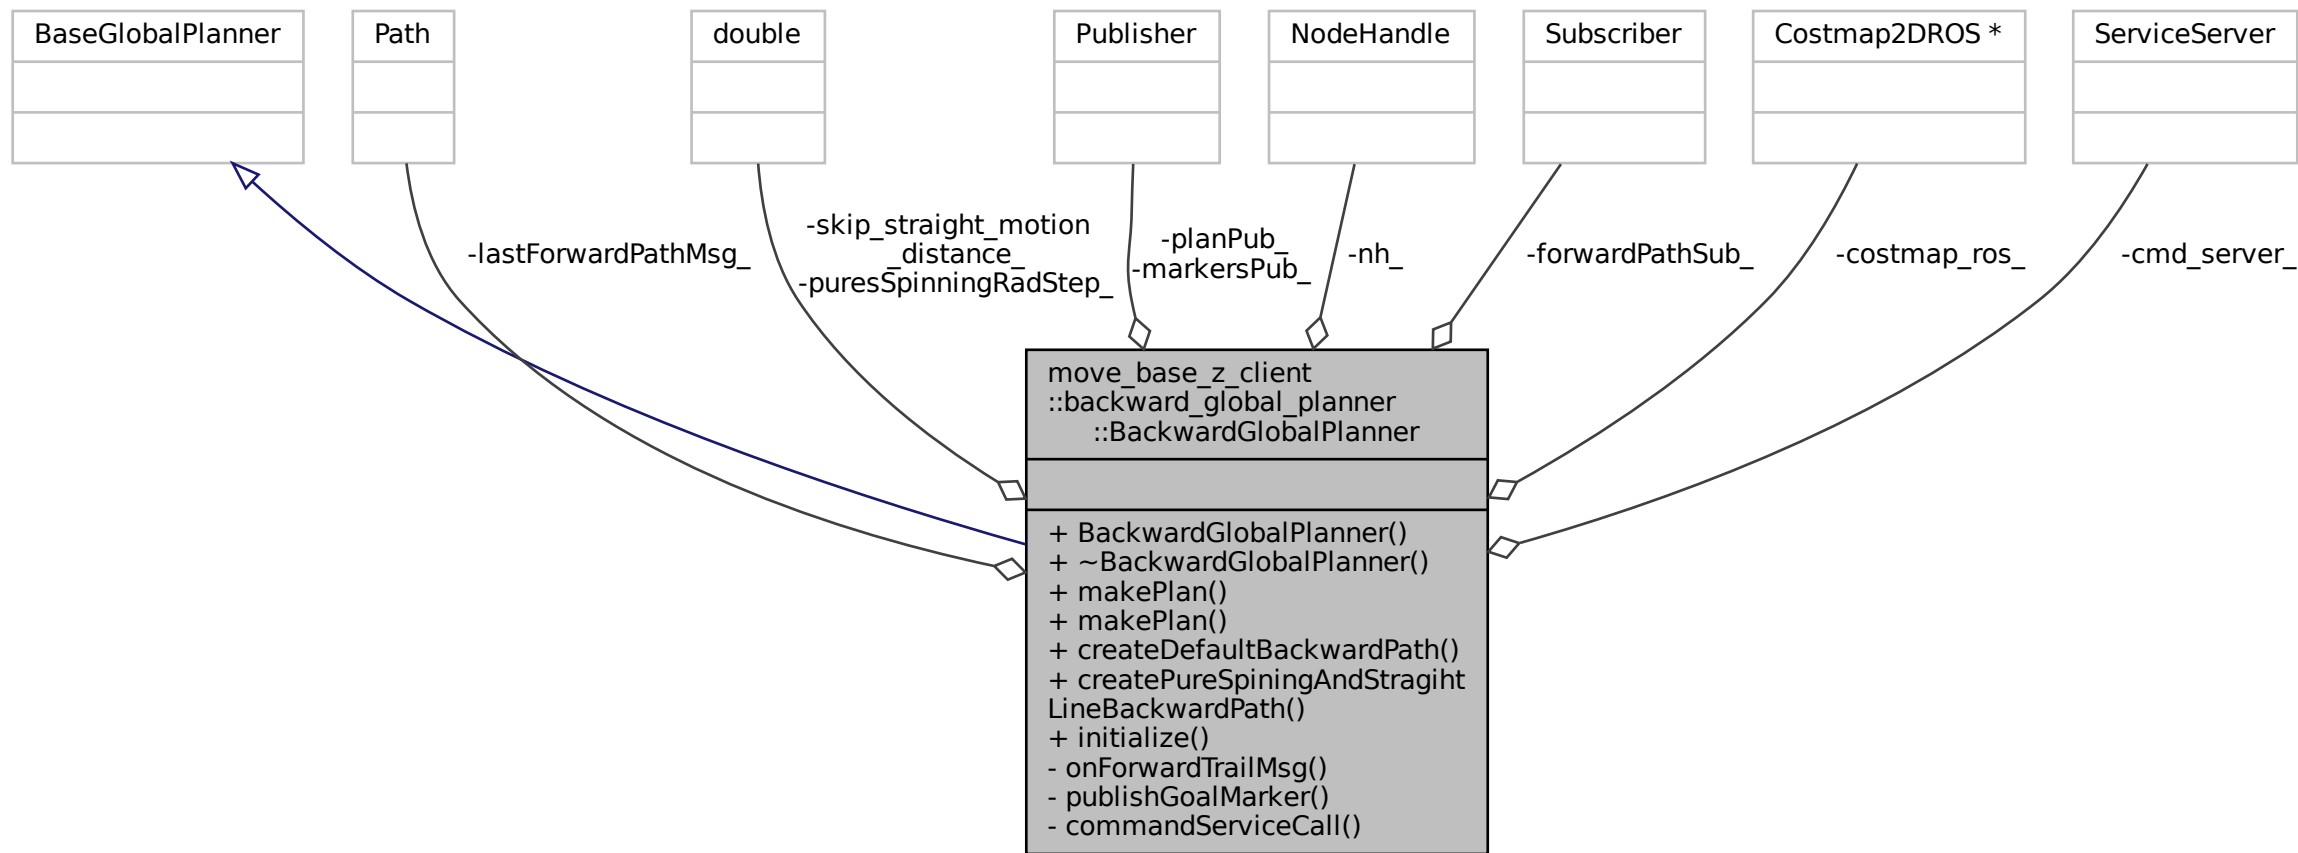 BaseGlobalPlanner
Path
double
Publisher
NodeHandle
Subscriber
Costmap2DROS *
ServiceServer
-lastForwardPathMsg_
-skip_straight_motion
_distance_
-puresSpinningRadStep_
-planPub_
-markersPub_
-nh_
-forwardPathSub_
-costmap_ros_
-cmd_server_
move_base_z_client
::backward_global_planner
::BackwardGlobalPlanner
+ BackwardGlobalPlanner()
+ ~BackwardGlobalPlanner()
+ makePlan()
+ makePlan()
+ createDefaultBackwardPath()
+ createPureSpiningAndStragiht
LineBackwardPath()
+ initialize()
- onForwardTrailMsg()
- publishGoalMarker()
- commandServiceCall()